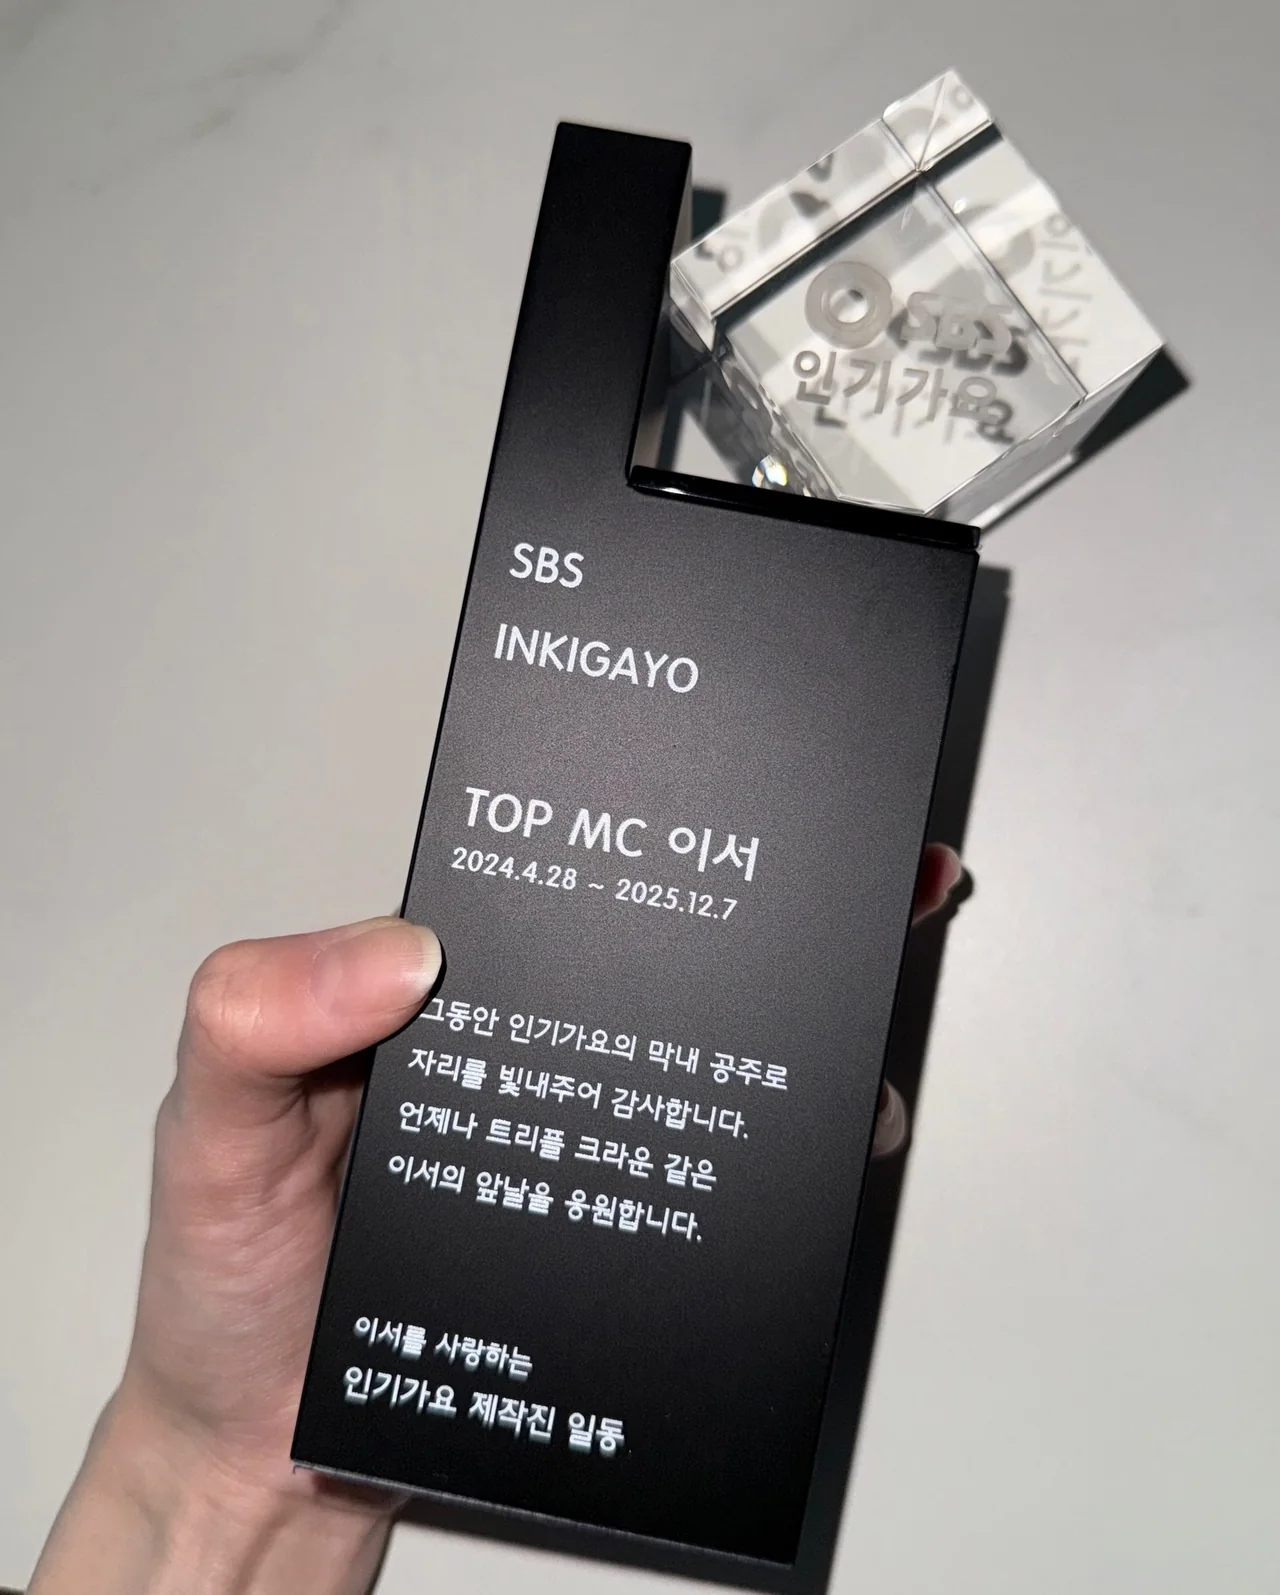 SBS
인기가요
SBS
INKIGAYO
TOP MC 이서
2024.4.28 ~ 2025.12.7
그동안 인기가요의 막내 공주로
자리를 빛내주어 감사합니다.
언제나 트리플 크라운 같은
이서의 앞날을 응원합니다.
이서를 사랑하는
인기가요 제작진 일동